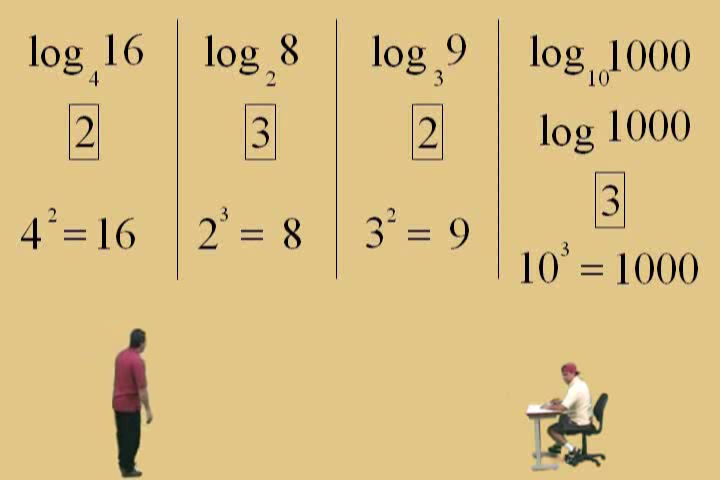 log₄16
2
4² = 16
log₂8
3
2³ = 8
log₃9
2
3² = 9
log₁₀1000
log 1000
3
10³ = 1000